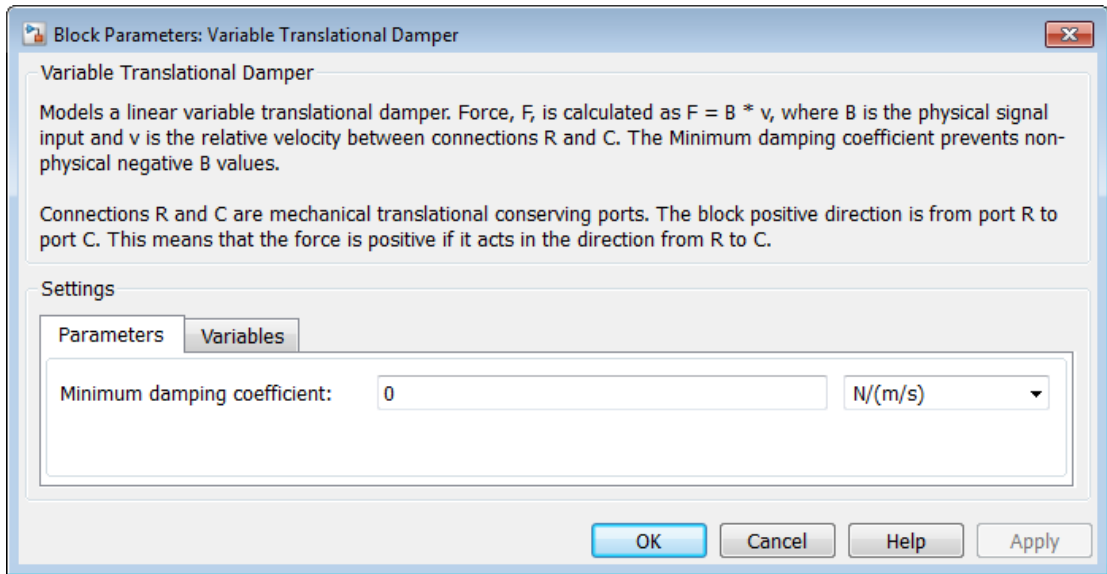 Block Parameters: Variable Translational Damper
Variable Translational Damper
Models a linear variable translational damper. Force, F, is calculated as F = B * v, where B is the physical signal
input and v is the relative velocity between connections R and C. The Minimum damping coefficient prevents non-
physical negative B values.
Connections R and C are mechanical translational conserving ports. The block positive direction is from port R to
port C. This means that the force is positive if it acts in the direction from R to C.
Settings
Parameters Variables
Minimum damping coefficient: 0 N/(m/s)
OK Cancel Help Apply